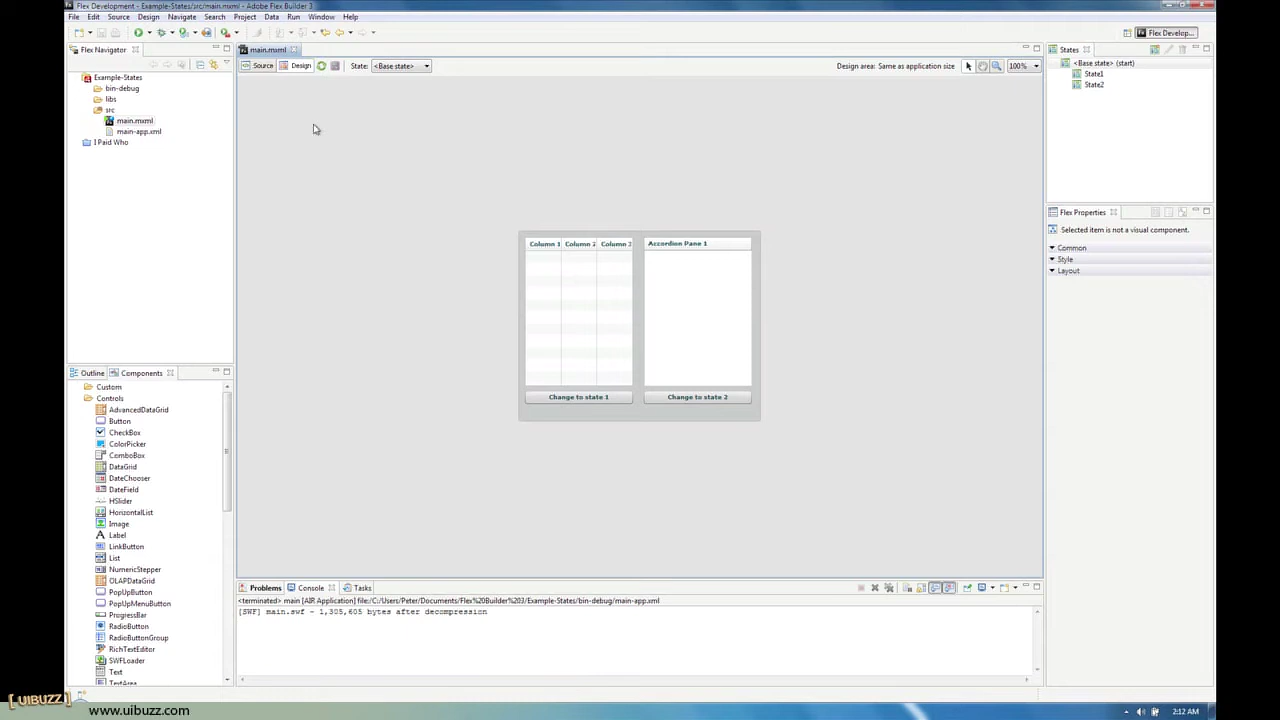 Flex Development - Example-States/src/main.mxml - Adobe Flex Builder 3
File Edit Source Design Navigate Search Project Data Run Window Help
Flex Develop...
Flex Navigator
Example-States
bin-debug
libs
src
main.mxml
main-app.xml
I Paid Who
main.mxml
Source Design State: <Base state> Design area: Same as application size 100%
Column 1 Column 2 Column 3
Accordion Pane 1
Change to state 1
Change to state 2
States
<Base state> (start)
State1
State2
Flex Properties
Selected item is not a visual component.
Common
Style
Layout
Outline Components
Custom
Controls
AdvancedDataGrid
Button
CheckBox
ColorPicker
ComboBox
DataGrid
DateChooser
DateField
HSlider
HorizontalList
Image
Label
LinkButton
List
NumericStepper
OLAPDataGrid
PopUpButton
PopUpMenuButton
ProgressBar
RadioButton
RadioButtonGroup
RichTextEditor
SWFLoader
Text
TextArea
Problems Console Tasks
<terminated> main [AIR Application] file:/C:/Users/Peter/Documents/Flex%20Builder%203/Example-States/bin-debug/main-app.xml
[SWF] main.swf - 1,305,605 bytes after decompression
[UIBUZZ]
www.uibuzz.com
2:12 AM